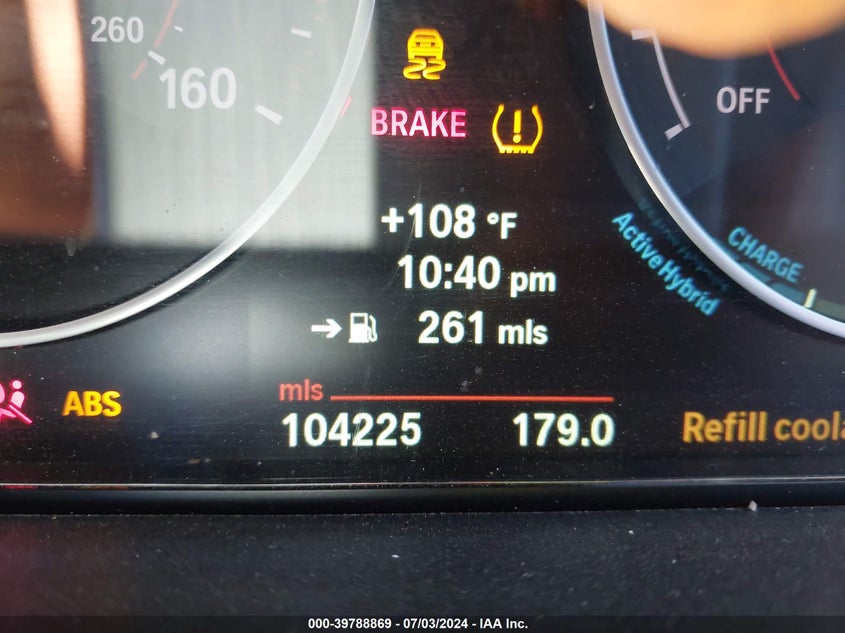 260
160
OFF
BRAKE
+108 °F
10:40 pm
261 mls
ActiveHybrid
CHARGE
ABS
mls
104225 179.0
Refill coola
000-39788869 - 07/03/2024 - IAA Inc.